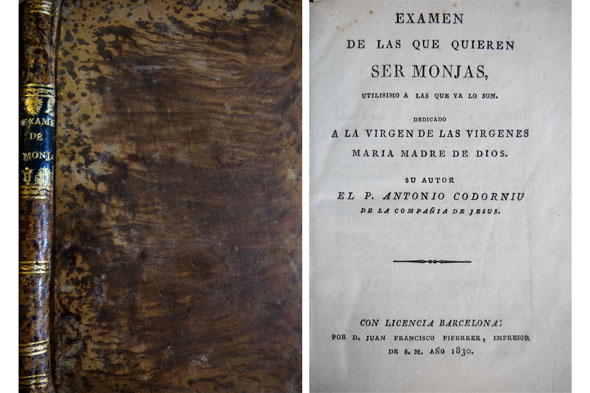 EXAME
DE
MONJA
EXAMEN
DE LAS QUE QUIEREN
SER MONJAS,
UTILISIMO A LAS QUE YA LO SON.
DEDICADO
A LA VIRGEN DE LAS VIRGENES
MARIA MADRE DE DIOS.
SU AUTOR
EL P. ANTONIO CODORNIU
DE LA COMPAÑIA DE JESUS.
CON LICENCIA BARCELONA:
POR D. JUAN FRANCISCO PIFERRER, IMPRESOR
DE S. M. AÑO 1830.